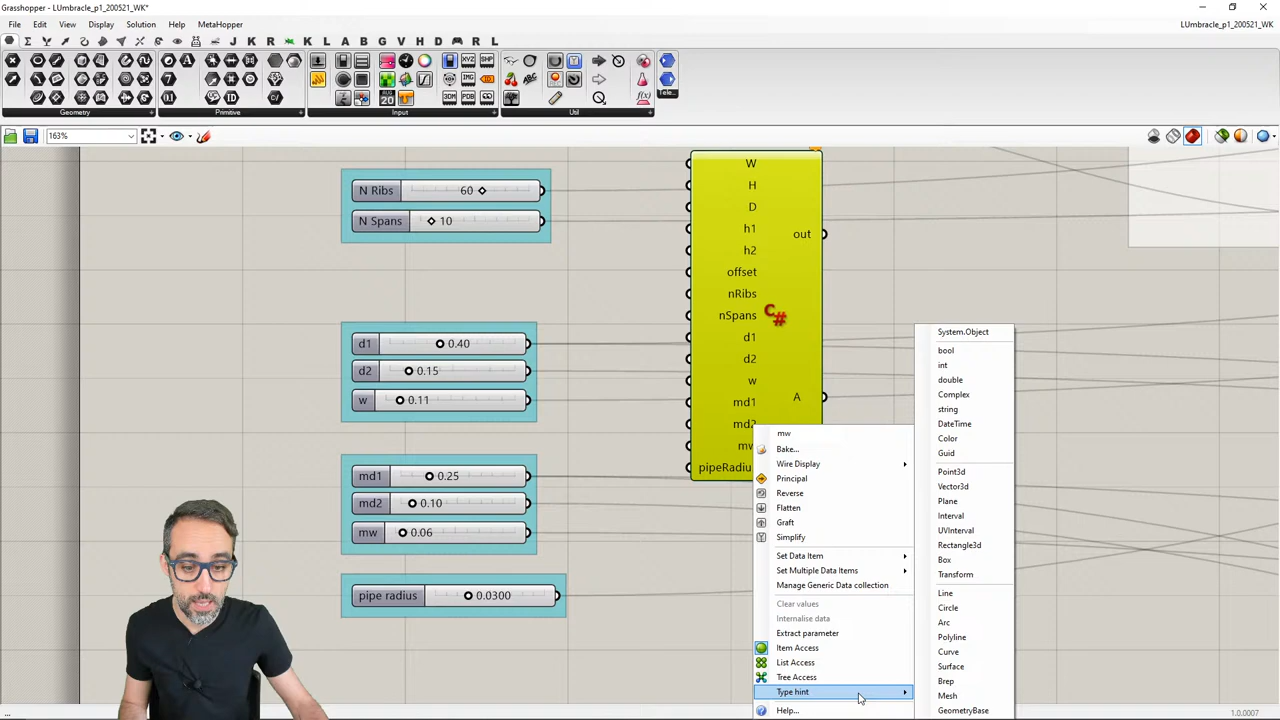 Grasshopper - LUmbracle_p1_200521_WK*
File Edit View Display Solution Help MetaHopper
LUmbracle_p1_200521_WK*
J K R K L A B G V H D R L
Geometry Primitive Input Util Tele...
163%
N Ribs 60
N Spans 10
d1 0.40
d2 0.15
w 0.11
md1 0.25
md2 0.10
mw 0.06
pipe radius 0.0300
W
H
D
h1
h2
offset
nRibs
nSpans
d1
d2
w
md1
md2
mw
pipeRadiu
C#
out
A
mw
Bake...
Wire Display
Principal
Reverse
Flatten
Graft
Simplify
Set Data Item
Set Multiple Data Items
Manage Generic Data collection
Clear values
Internalise data
Extract parameter
Item Access
List Access
Tree Access
Type hint
Help...
System.Object
bool
int
double
Complex
string
DateTime
Color
Guid
Point3d
Vector3d
Plane
Interval
UVInterval
Rectangle3d
Box
Transform
Line
Circle
Arc
Polyline
Curve
Surface
Brep
Mesh
GeometryBase
...
1.0.0007